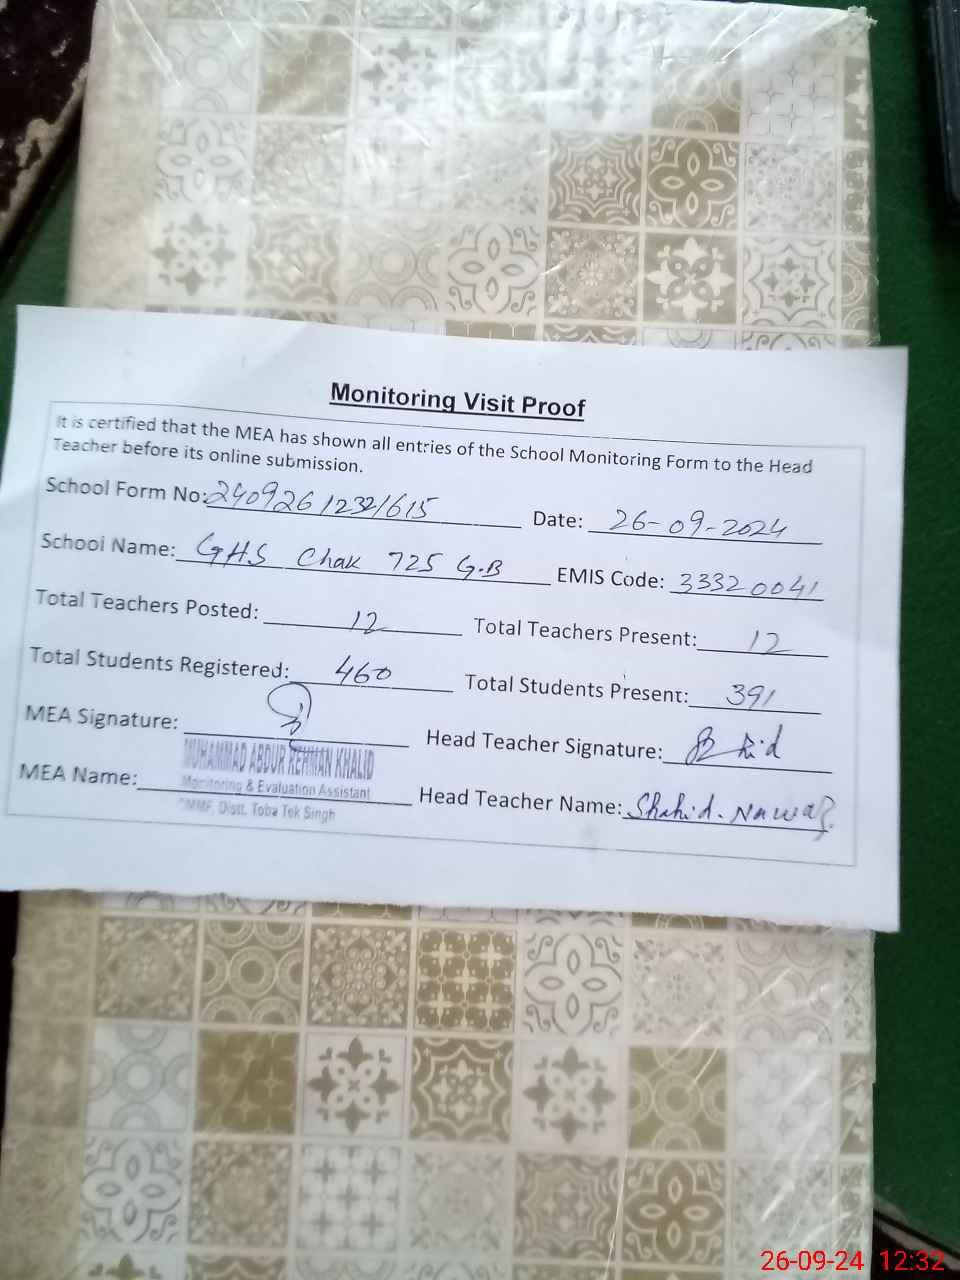 Monitoring Visit Proof
It is certified that the MEA has shown all entries of the School Monitoring Form to the Head
Teacher before its online submission.
School Form No: 24092612321615 Date: 26-09-2024
School Name: GHS Chak 725 G.B EMIS Code: 33320041
Total Teachers Posted: 12 Total Teachers Present: 12
Total Students Registered: 460 Total Students Present: 391
MEA Signature: Head Teacher Signature:
MUHAMMAD ABDUR REHMAN KHALID
MEA Name: Monitoring & Evaluation Assistant Head Teacher Name: Shahid. Nawaz.
Distt. Toba Tek Singh
26-09-24 12:32